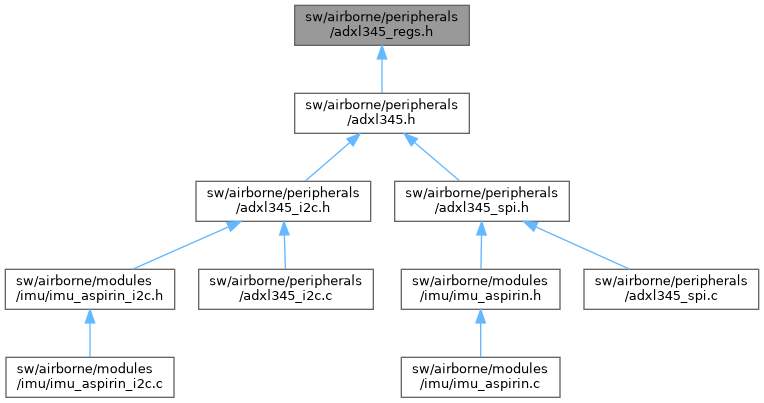 sw/airborne/peripherals
/adxl345_regs.h
sw/airborne/peripherals
/adxl345.h
sw/airborne/peripherals
/adxl345_i2c.h
sw/airborne/peripherals
/adxl345_spi.h
sw/airborne/modules
/imu/imu_aspirin_i2c.h
sw/airborne/peripherals
/adxl345_i2c.c
sw/airborne/modules
/imu/imu_aspirin.h
sw/airborne/peripherals
/adxl345_spi.c
sw/airborne/modules
/imu/imu_aspirin_i2c.c
sw/airborne/modules
/imu/imu_aspirin.c